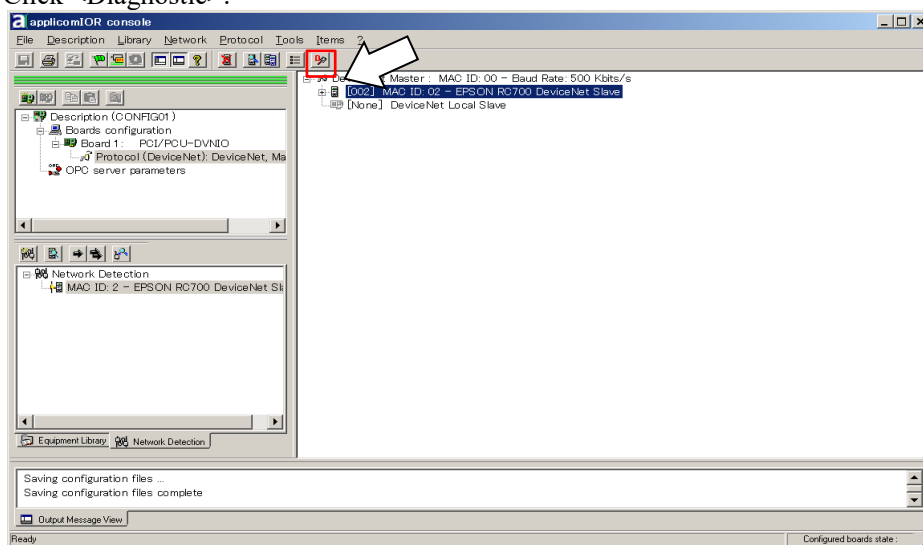 Click <Diagnostic>.
applicomIOR console
File Description Library Network Protocol Tools Items ?
Master : MAC ID: 00 - Baud Rate: 500 Kbits/s
[002] MAC ID: 02 - EPSON RC700 DeviceNet Slave
[None] DeviceNet Local Slave
Description (CONFIG01)
Boards configuration
Board 1: PCI/PCU-DVNIO
Protocol (DeviceNet): DeviceNet, Ma
OPC server parameters
Network Detection
MAC ID: 2 - EPSON RC700 DeviceNet Sl
Equipment Library Network Detection
Saving configuration files ...
Saving configuration files complete
Output Message View
Ready Configured boards state :